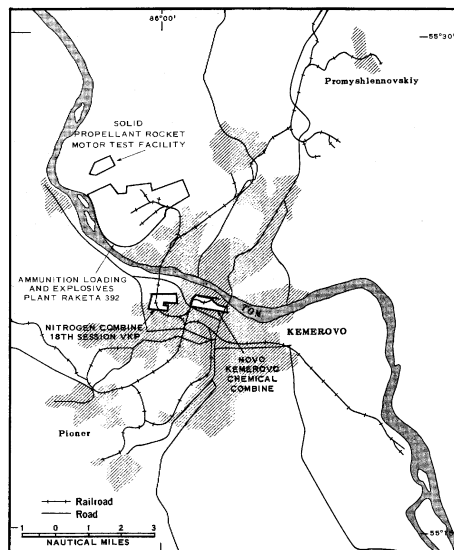 86°00'
55°30'
Promyshlennovskiy
SOLID
PROPELLANT ROCKET
MOTOR TEST FACILITY
AMMUNITION LOADING
AND EXPLOSIVES
PLANT RAKETA 392
TOM
NITROGEN COMBINE
18TH SESSION VKP
KEMEROVO
NOVO
KEMEROVO
CHEMICAL
COMBINE
Pioner
Railroad
Road
55°15'
1 0 1 2 3
NAUTICAL MILES